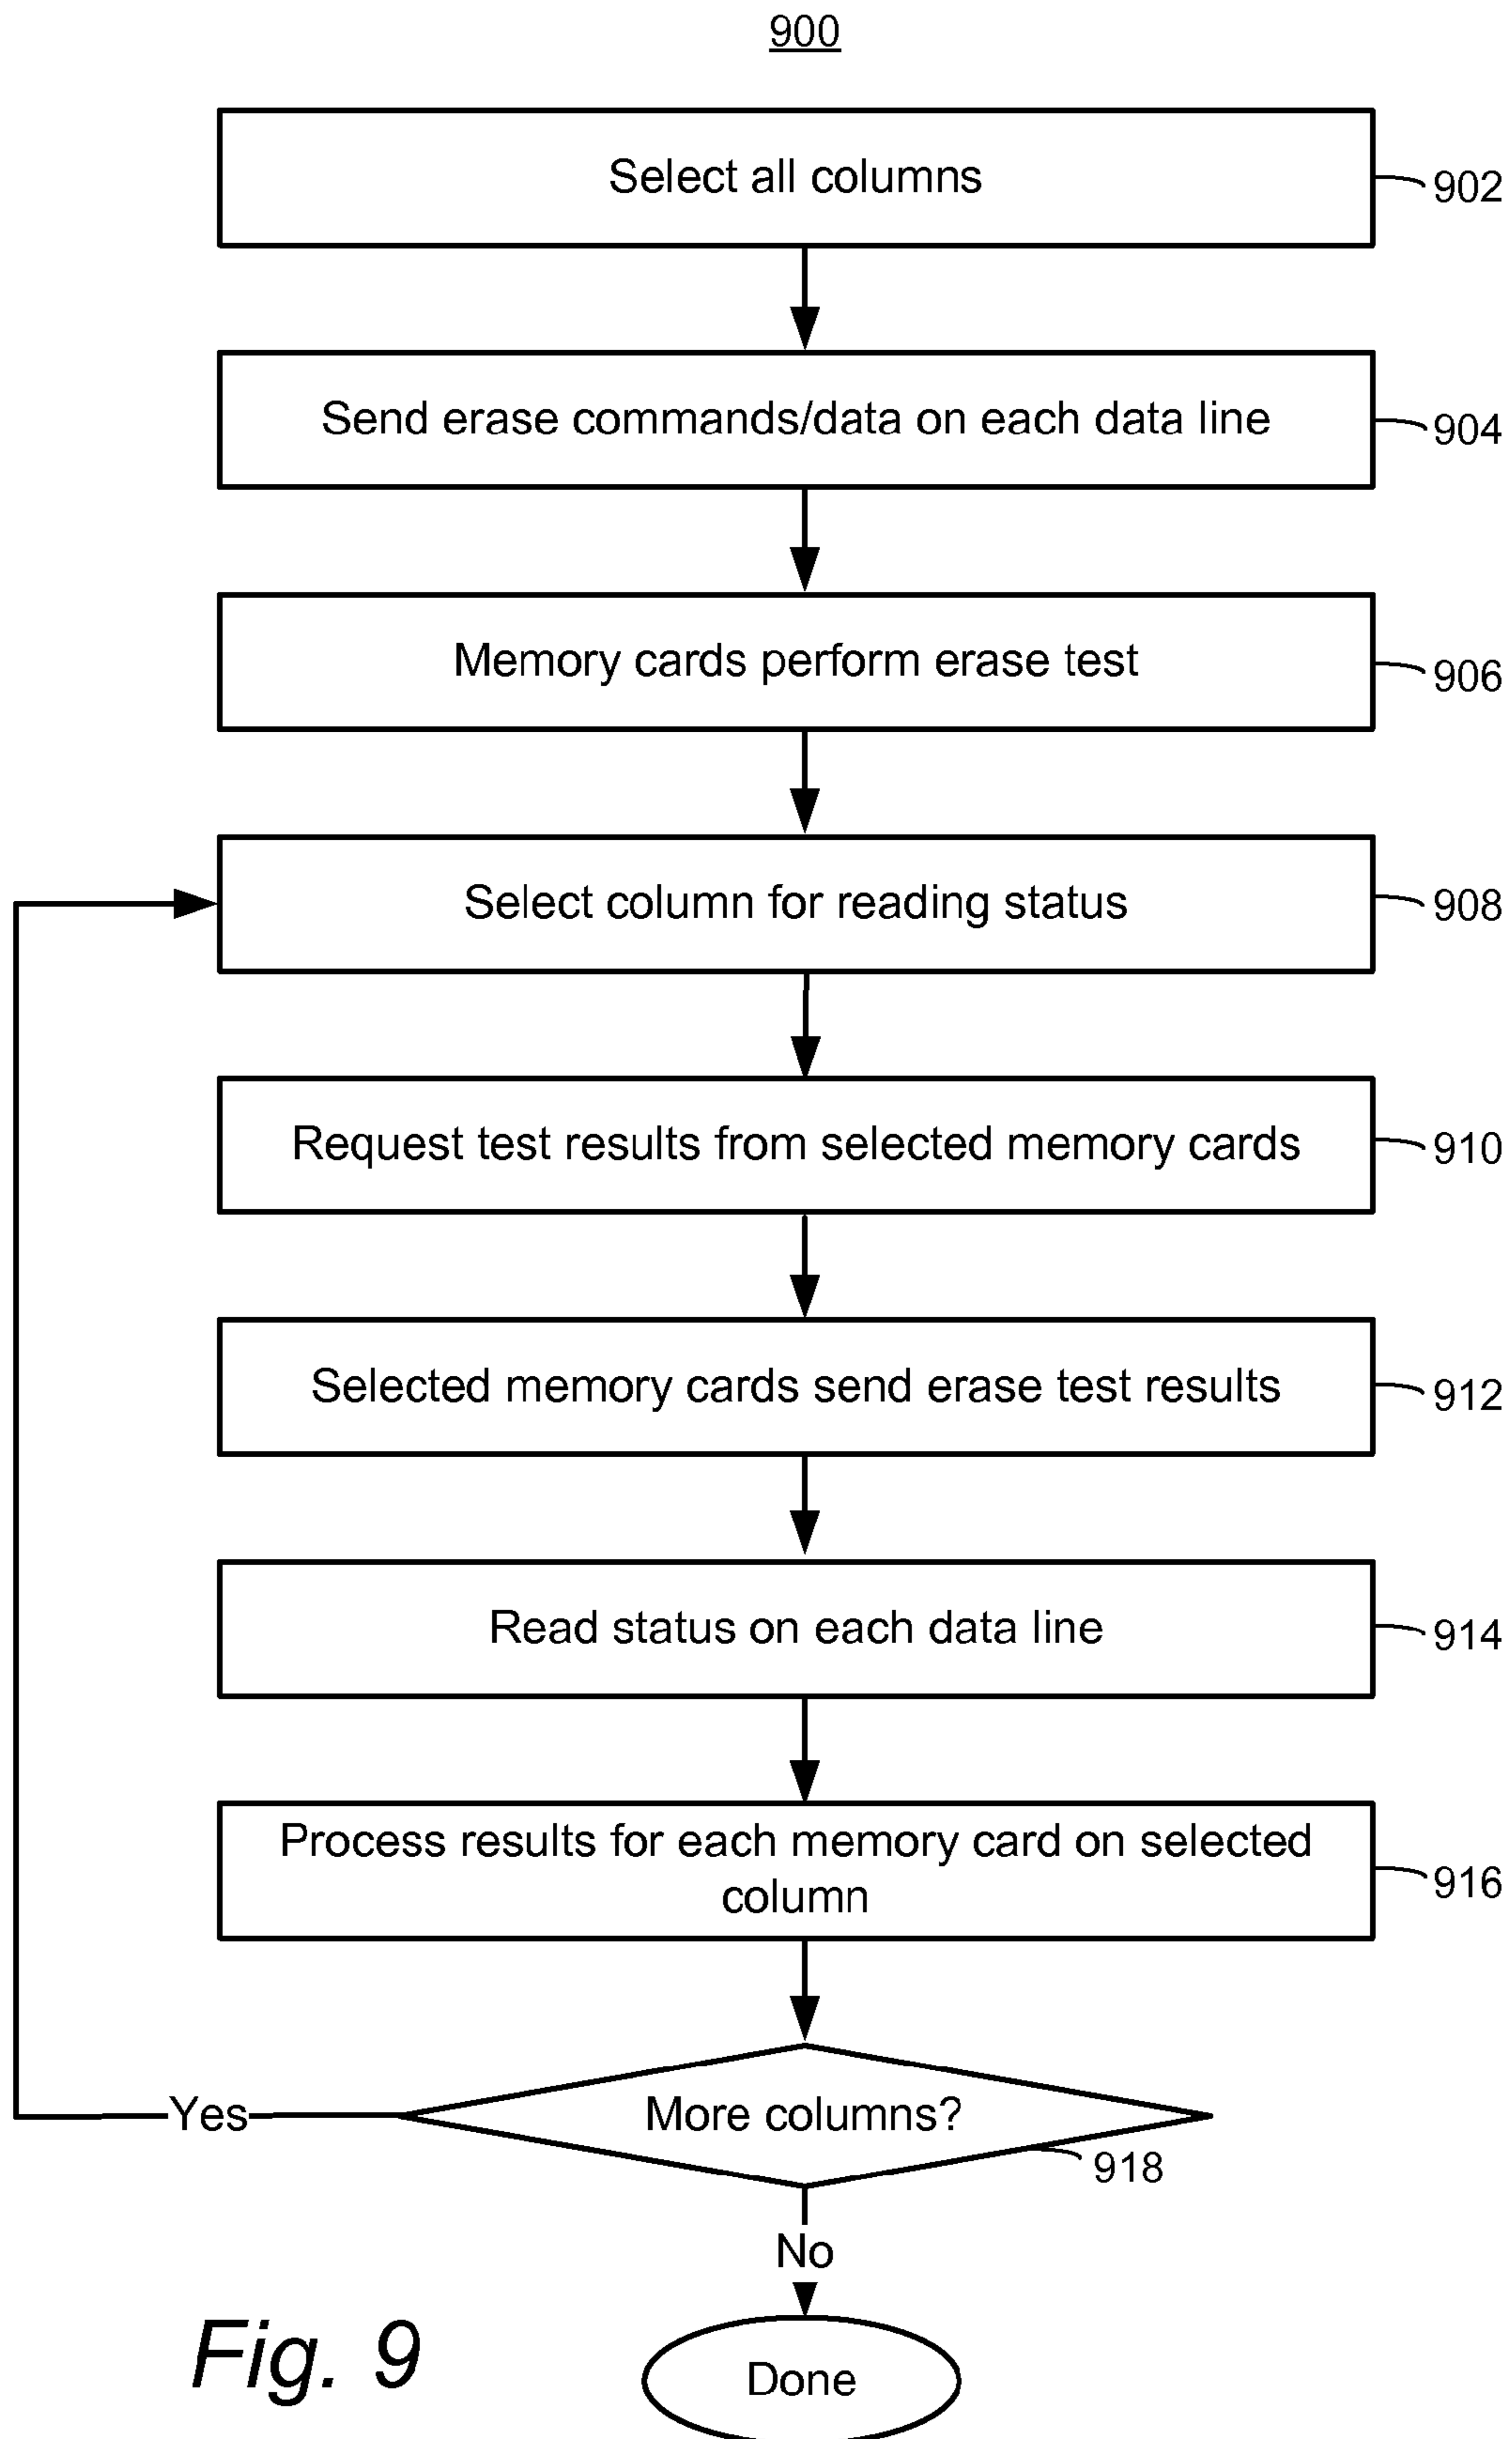 900
Select all columns
902
Send erase commands/data on each data line
904
Memory cards perform erase test
906
Select column for reading status
908
Request test results from selected memory cards
910
Selected memory cards send erase test results
912
Read status on each data line
914
Process results for each memory card on selected
column
916
Yes
More columns?
918
No
Done
Fig. 9